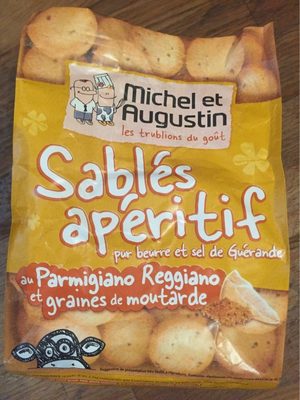 Michel et
Augustin
les trublions du goût
Sablés
apéritif
pur beurre et sel de Guérande
au Parmigiano Reggiano
et graines de moutarde